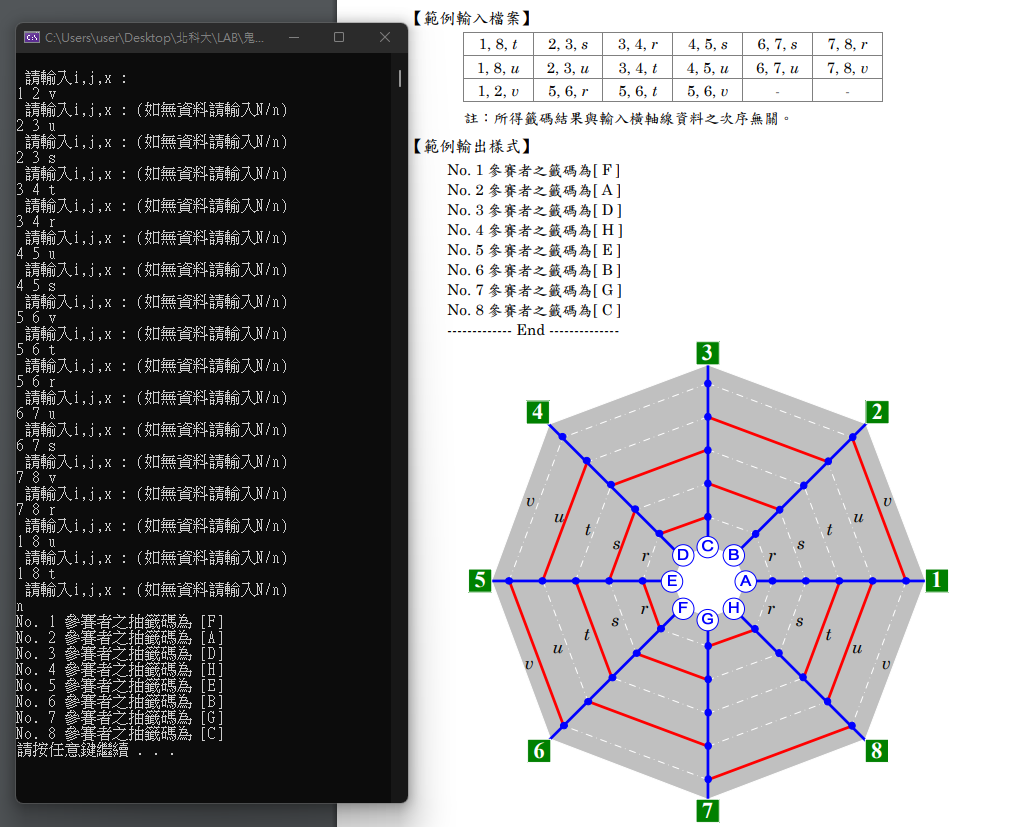 C:\Users\user\Desktop\北科大\LAB\鬼...
請輸入i,j,x :
1 2 v
請輸入i,j,x : (如無資料請輸入N/n)
2 3 u
請輸入i,j,x : (如無資料請輸入N/n)
2 3 s
請輸入i,j,x : (如無資料請輸入N/n)
3 4 t
請輸入i,j,x : (如無資料請輸入N/n)
3 4 r
請輸入i,j,x : (如無資料請輸入N/n)
4 5 u
請輸入i,j,x : (如無資料請輸入N/n)
4 5 s
請輸入i,j,x : (如無資料請輸入N/n)
5 6 v
請輸入i,j,x : (如無資料請輸入N/n)
5 6 t
請輸入i,j,x : (如無資料請輸入N/n)
5 6 r
請輸入i,j,x : (如無資料請輸入N/n)
6 7 u
請輸入i,j,x : (如無資料請輸入N/n)
6 7 s
請輸入i,j,x : (如無資料請輸入N/n)
7 8 v
請輸入i,j,x : (如無資料請輸入N/n)
7 8 r
請輸入i,j,x : (如無資料請輸入N/n)
1 8 u
請輸入i,j,x : (如無資料請輸入N/n)
1 8 t
請輸入i,j,x : (如無資料請輸入N/n)
n
No. 1 參賽者之抽籤碼為 [F]
No. 2 參賽者之抽籤碼為 [A]
No. 3 參賽者之抽籤碼為 [D]
No. 4 參賽者之抽籤碼為 [H]
No. 5 參賽者之抽籤碼為 [E]
No. 6 參賽者之抽籤碼為 [B]
No. 7 參賽者之抽籤碼為 [G]
No. 8 參賽者之抽籤碼為 [C]
請按任意鍵繼續 . . .
【範例輸入檔案】
1, 8, t 2, 3, s 3, 4, r 4, 5, s 6, 7, s 7, 8, r
1, 8, u 2, 3, u 3, 4, t 4, 5, u 6, 7, u 7, 8, v
1, 2, v 5, 6, r 5, 6, t 5, 6, v - -
註：所得籤碼結果與輸入橫軸線資料之次序無關。
【範例輸出樣式】
No. 1 參賽者之籤碼為[ F ]
No. 2 參賽者之籤碼為[ A ]
No. 3 參賽者之籤碼為[ D ]
No. 4 參賽者之籤碼為[ H ]
No. 5 參賽者之籤碼為[ E ]
No. 6 參賽者之籤碼為[ B ]
No. 7 參賽者之籤碼為[ G ]
No. 8 參賽者之籤碼為[ C ]
------------- End --------------
3
4 2
v u t s r r s t u v
D C B
5 E A 1
F G H
v u t s r r s t u v
6 8
7